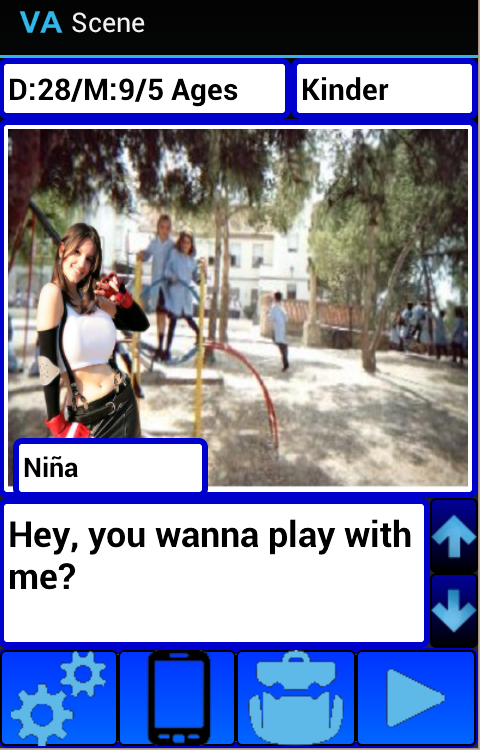 VA Scene
D:28/M:9/5 Ages
Kinder
Niña
Hey, you wanna play with
me?